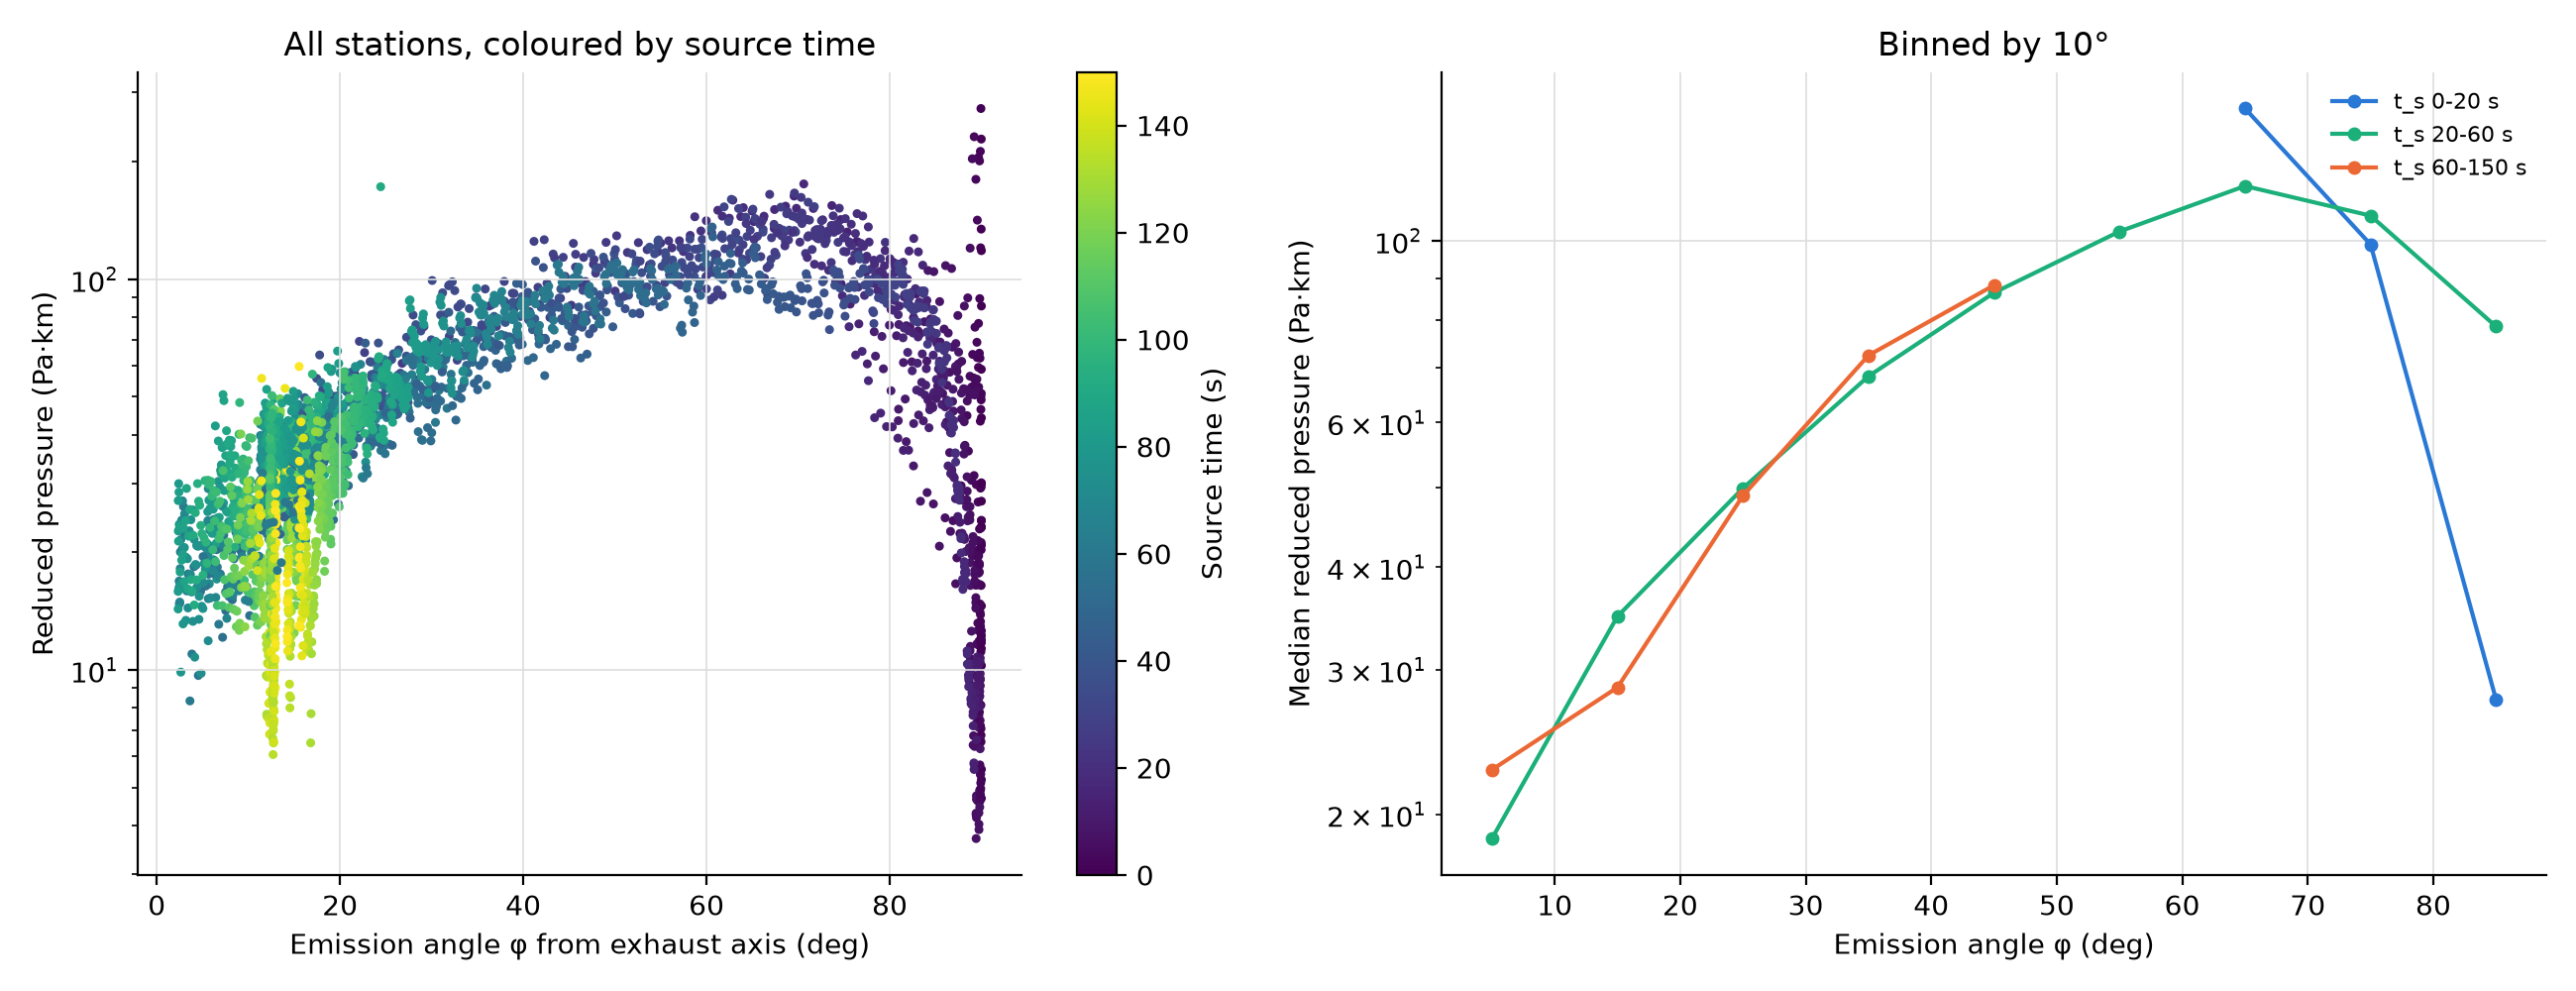 All stations, coloured by source time
Reduced pressure (Pa·km)
10²
10¹
0
20
40
60
80
Emission angle φ from exhaust axis (deg)
140
120
100
80
60
40
20
0
Source time (s)
Binned by 10°
Median reduced pressure (Pa·km)
10²
6 × 10¹
4 × 10¹
3 × 10¹
2 × 10¹
10
20
30
40
50
60
70
80
Emission angle φ (deg)
t_s 0-20 s
t_s 20-60 s
t_s 60-150 s